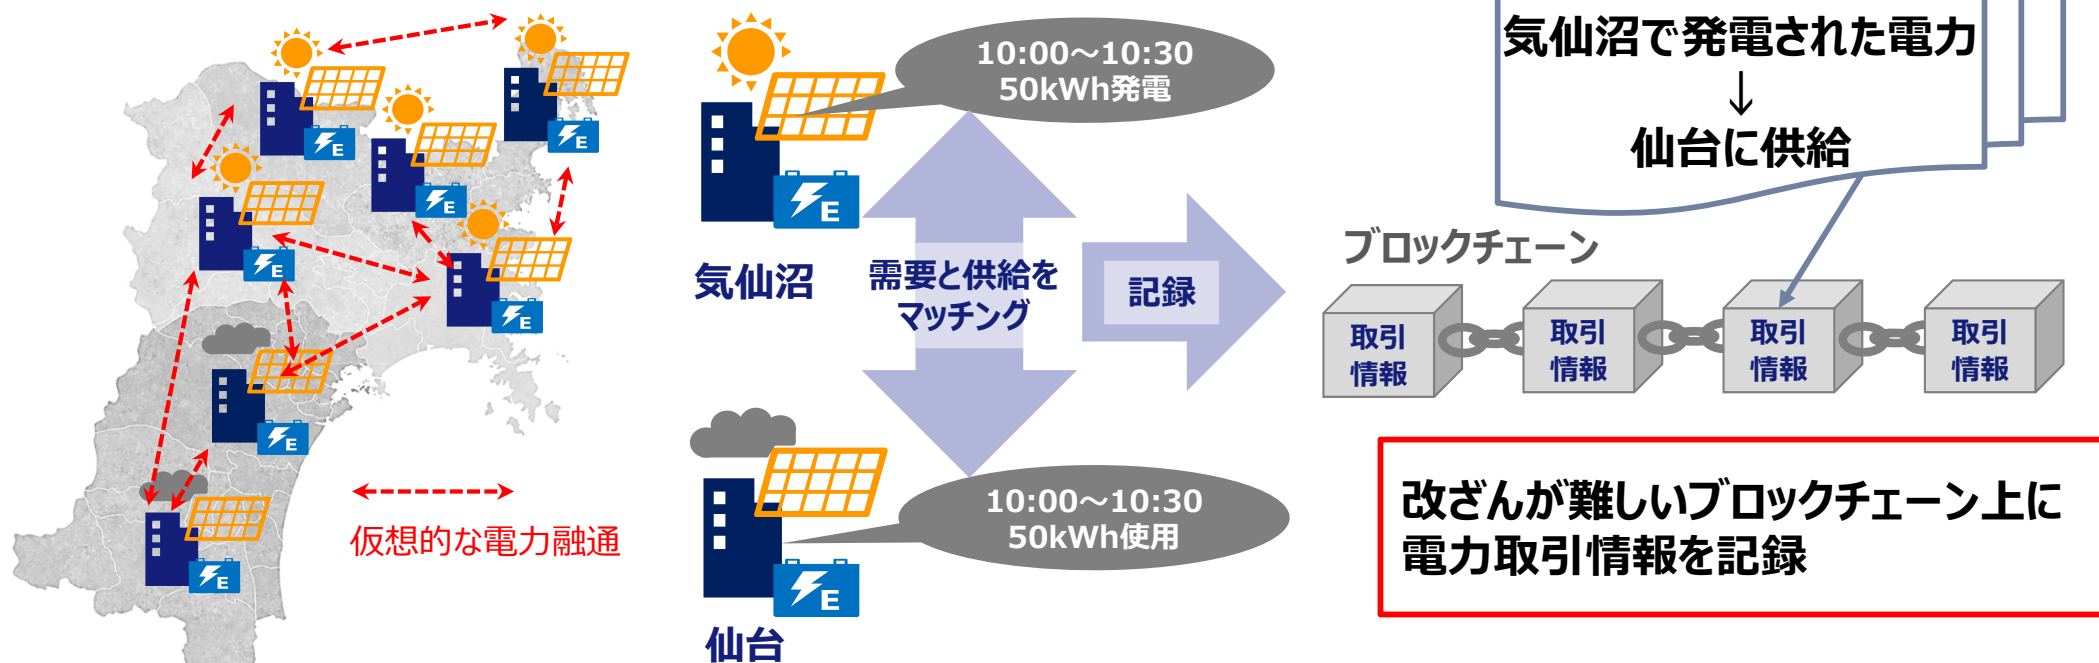 E
E
E
E
E
E
E
仮想的な電力融通
10:00～10:30
50kWh発電
E
気仙沼
需要と供給を
マッチング
10:00～10:30
50kWh使用
E
仙台
記録
気仙沼で発電された電力
↓
仙台に供給
ブロックチェーン
取引
情報
取引
情報
取引
情報
取引
情報
改ざんが難しいブロックチェーン上に
電力取引情報を記録